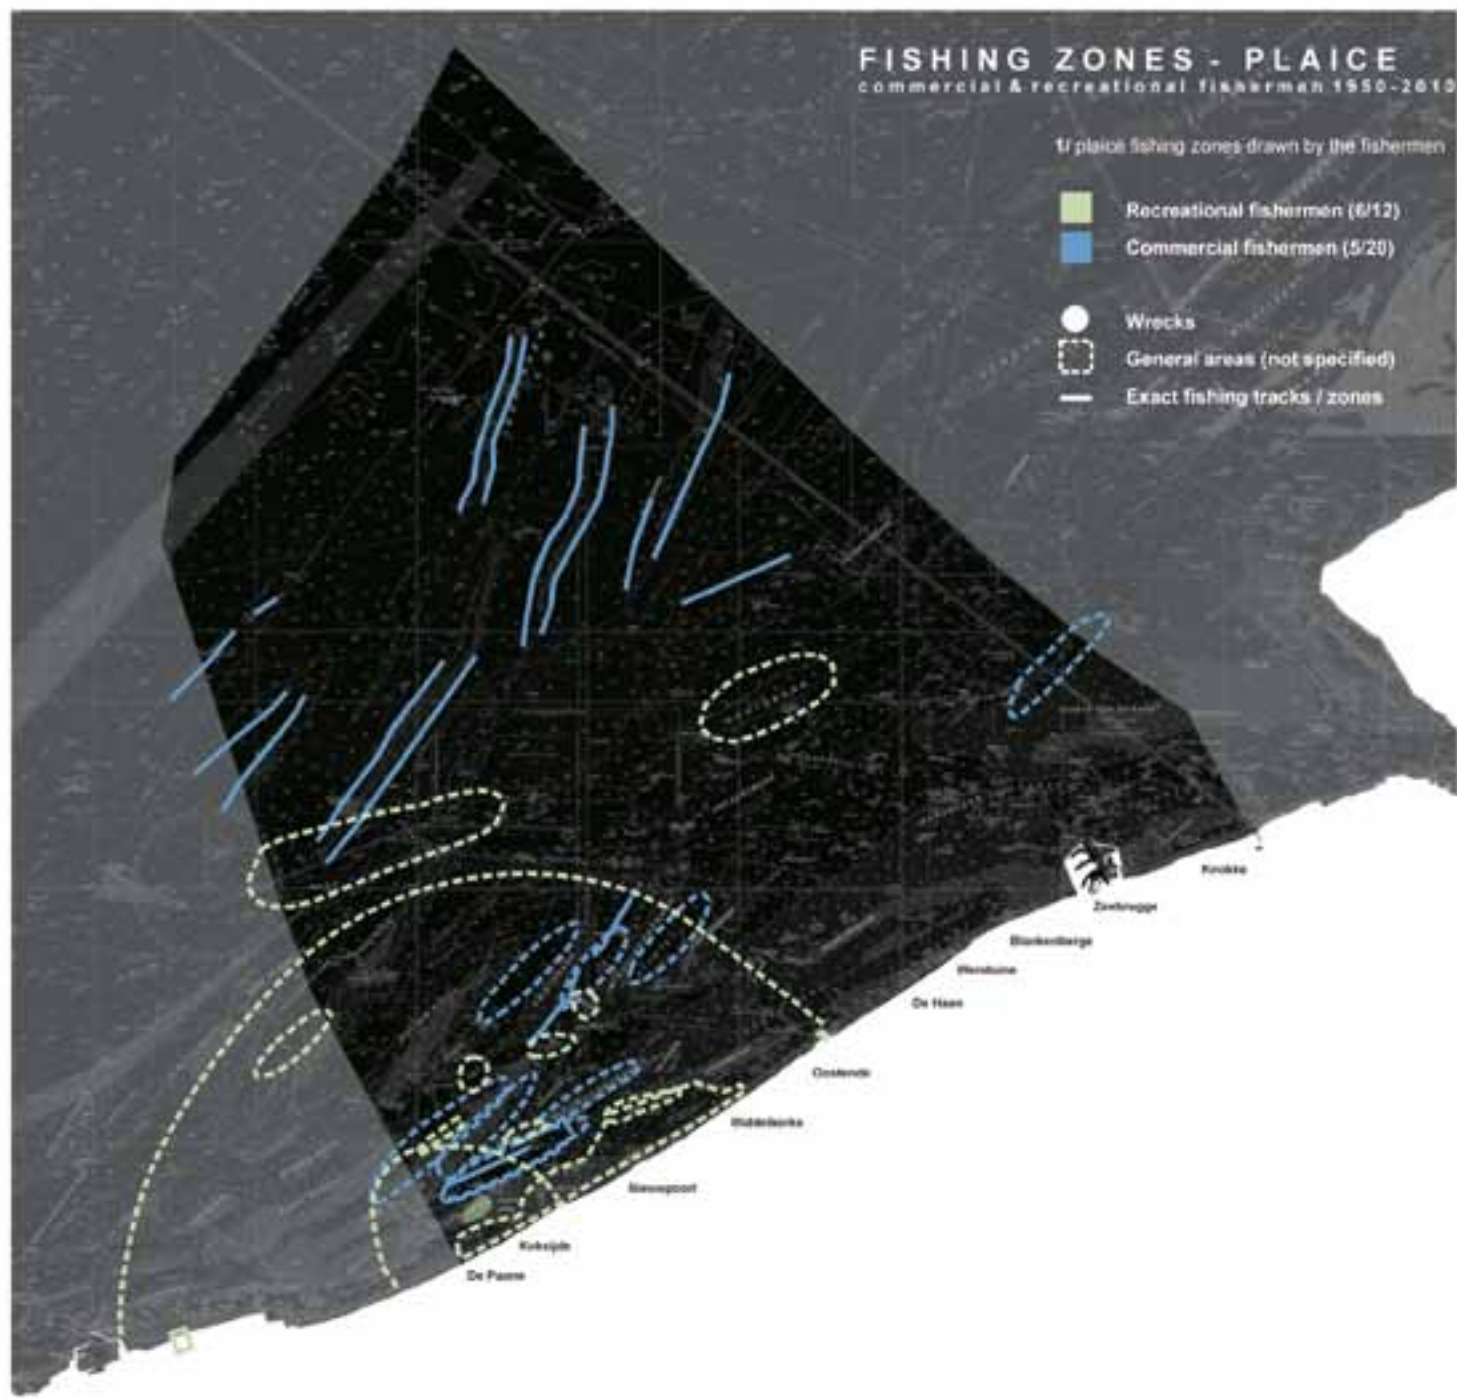 FISHING ZONES - PLAICE
commercial & recreational fishermen 1950-2010
1/ plaice fishing zones drawn by the fishermen
Recreational fishermen (6/12)
Commercial fishermen (5/20)
Wrecks
General areas (not specified)
Exact fishing tracks / zones
Knokke
Zeebrugge
Blankenberge
Wenduine
De Haan
Oostende
Middelkerke
Nieuwpoort
Koksijde
De Panne